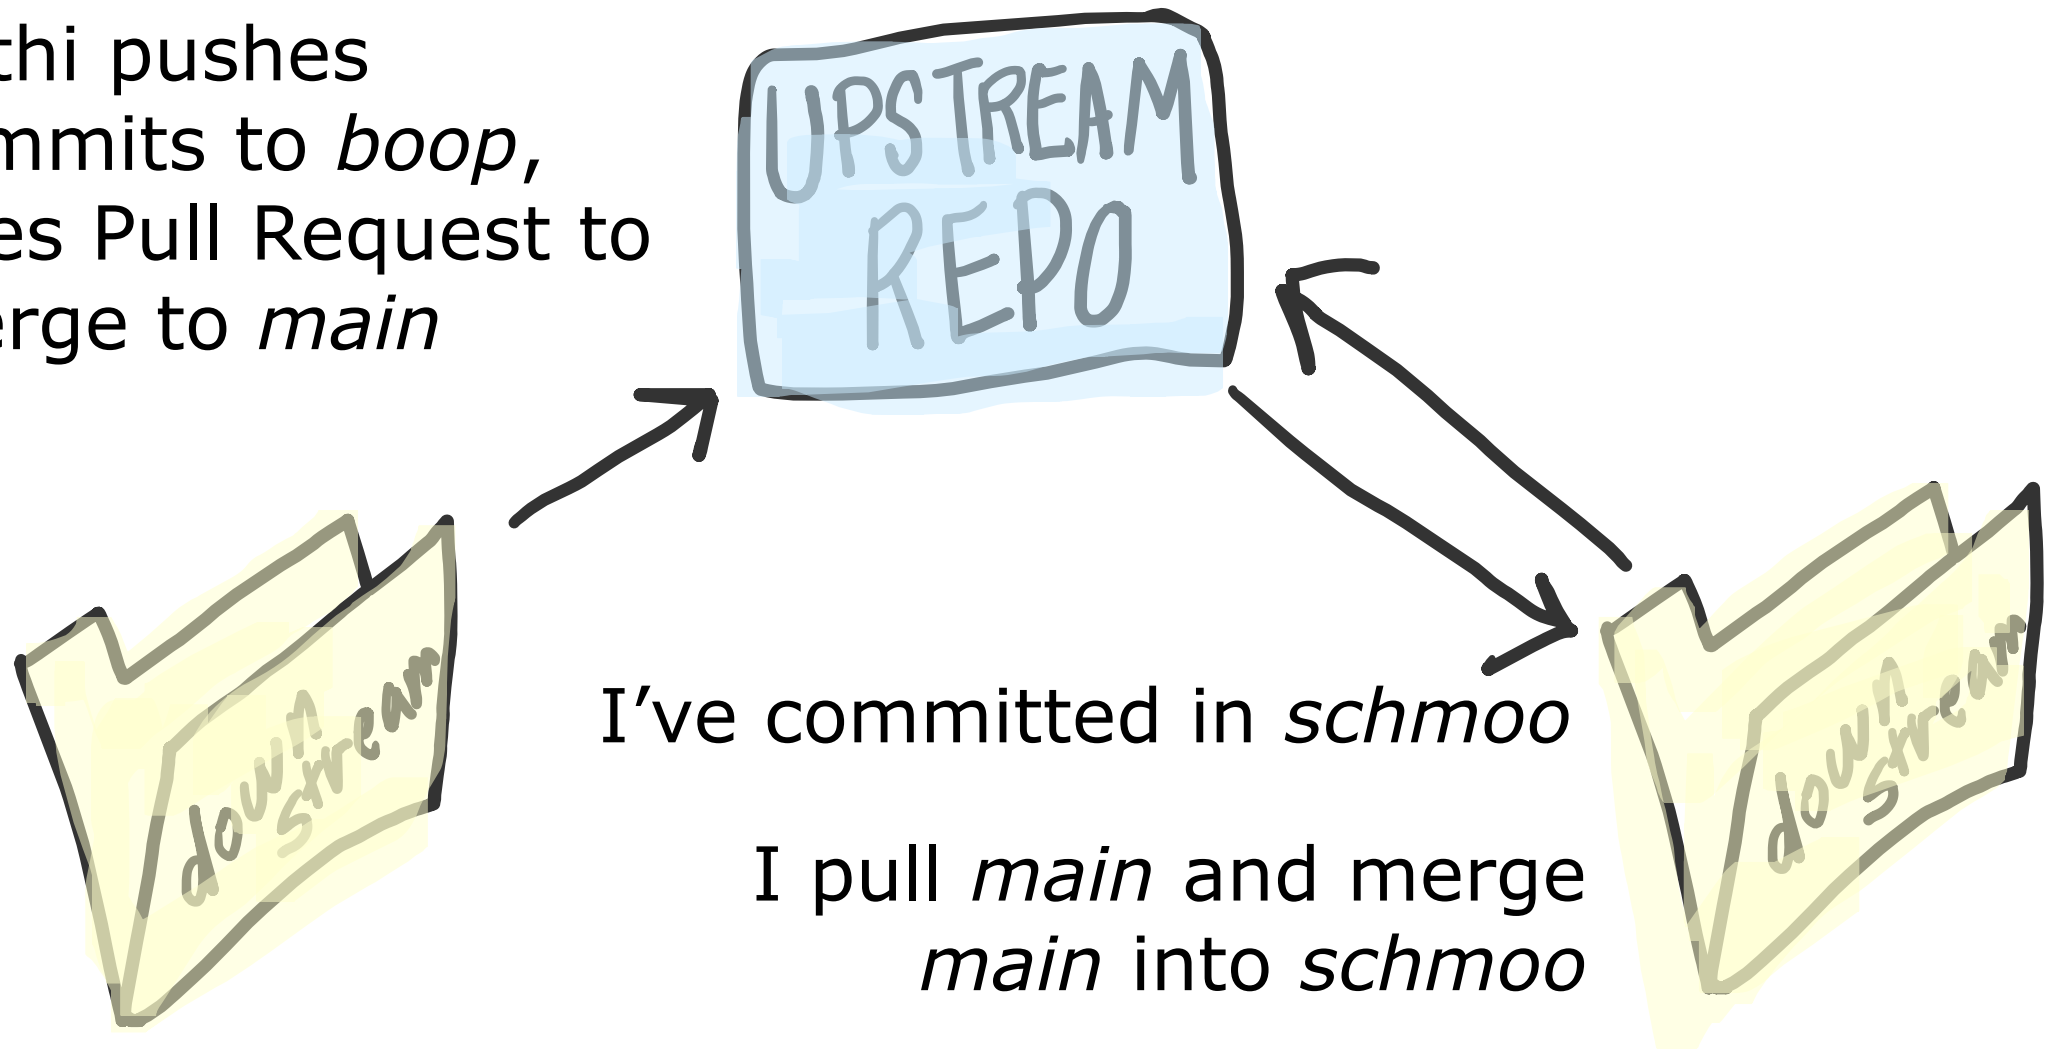 thi pushes
mmits to boop,
es Pull Request to
erge to main
UPSTREAM
REPO
I've committed in schmoo
I pull main and merge
main into schmoo
down
stream
down
stream